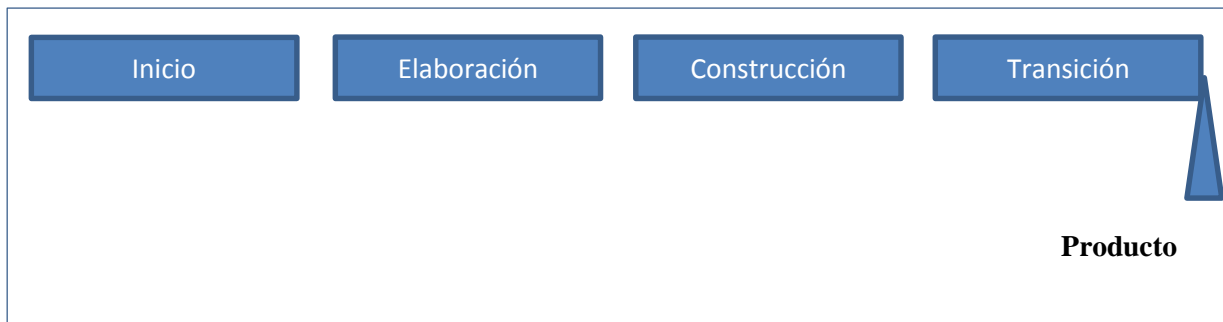 Inicio
Elaboración
Construcción
Transición
Producto